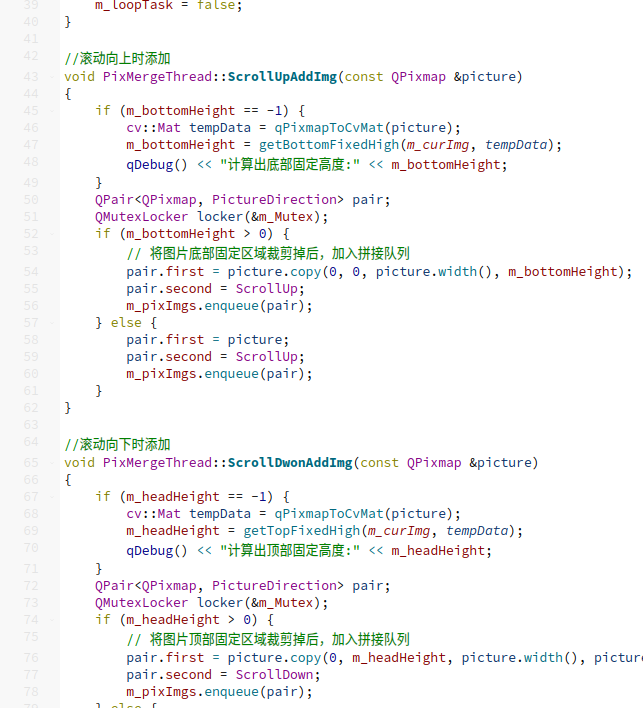 39 m_loopTask = false;
40 }
41
42 //滚动向上时添加
43 void PixMergeThread::ScrollUpAddImg(const QPixmap &picture)
44 {
45 if (m_bottomHeight == -1) {
46 cv::Mat tempData = qPixmapToCvMat(picture);
47 m_bottomHeight = getBottomFixedHigh(m_curImg, tempData);
48 qDebug() << "计算出底部固定高度:" << m_bottomHeight;
49 }
50 QPair<QPixmap, PictureDirection> pair;
51 QMutexLocker locker(&m_Mutex);
52 if (m_bottomHeight > 0) {
53 // 将图片底部固定区域裁剪掉后，加入拼接队列
54 pair.first = picture.copy(0, 0, picture.width(), m_bottomHeight);
55 pair.second = ScrollUp;
56 m_pixImgs.enqueue(pair);
57 } else {
58 pair.first = picture;
59 pair.second = ScrollUp;
60 m_pixImgs.enqueue(pair);
61 }
62 }
63
64 //滚动向下时添加
65 void PixMergeThread::ScrollDwonAddImg(const QPixmap &picture)
66 {
67 if (m_headHeight == -1) {
68 cv::Mat tempData = qPixmapToCvMat(picture);
69 m_headHeight = getTopFixedHigh(m_curImg, tempData);
70 qDebug() << "计算出顶部固定高度:" << m_headHeight;
71 }
72 QPair<QPixmap, PictureDirection> pair;
73 QMutexLocker locker(&m_Mutex);
74 if (m_headHeight > 0) {
75 // 将图片顶部固定区域裁剪掉后，加入拼接队列
76 pair.first = picture.copy(0, m_headHeight, picture.width(), pictur
77 pair.second = ScrollDown;
78 m_pixImgs.enqueue(pair);
79 } else {